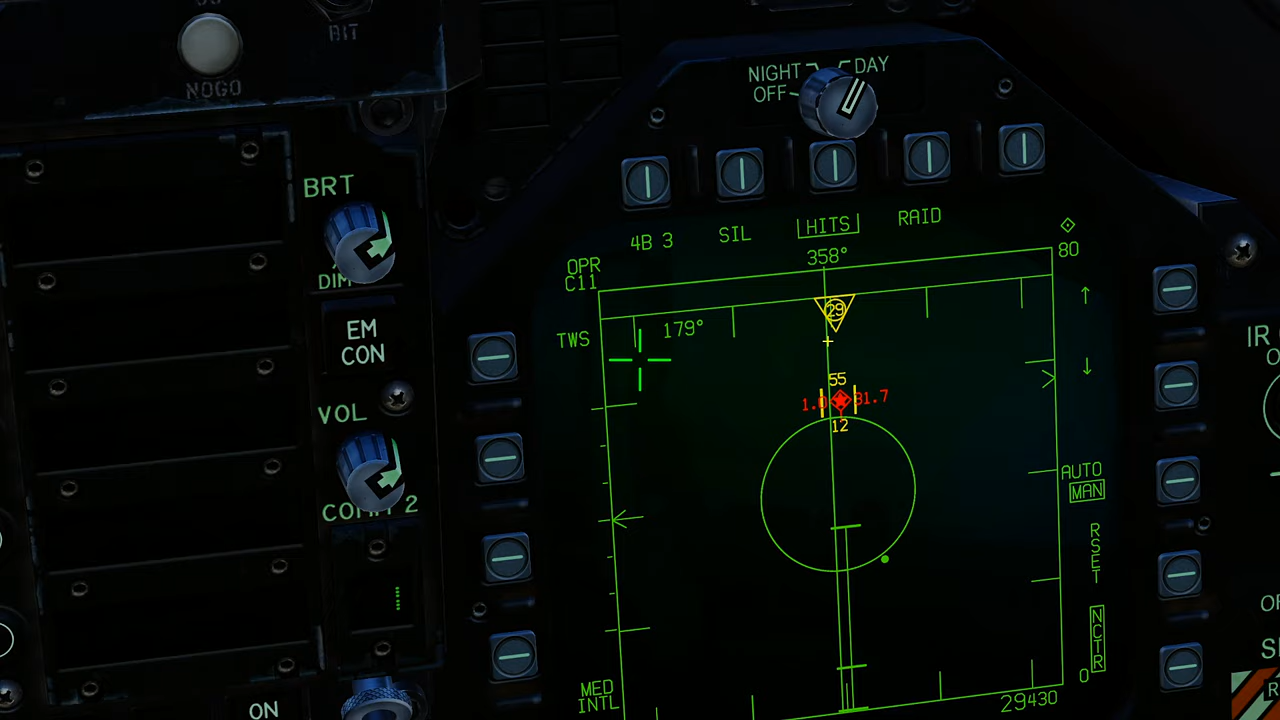 BIT
NOGO
NIGHT DAY
OFF
BRT
DIM
EM
CON
VOL
COMM 2
ON
4B 3
SIL
HITS
RAID
OPR
C11
358°
80
TWS
179°
29
55
1.0
31.7
12
AUTO
MAN
RSET
NCTR
0
MED
INTL
29430
IR